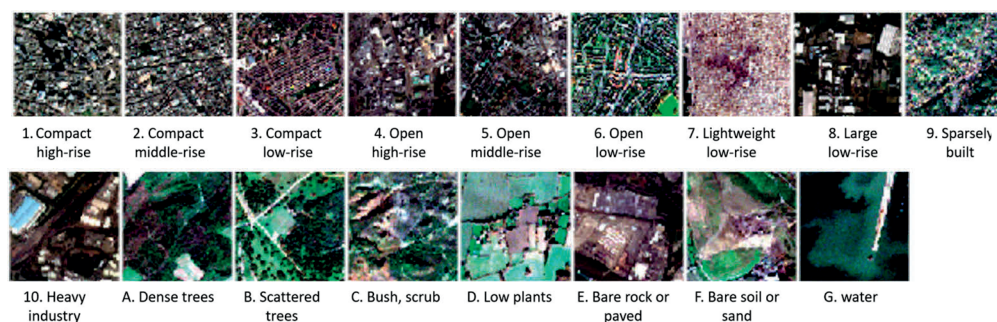 1. Compact high-rise
2. Compact middle-rise
3. Compact low-rise
4. Open high-rise
5. Open middle-rise
6. Open low-rise
7. Lightweight low-rise
8. Large low-rise
9. Sparsely built
10. Heavy industry
A. Dense trees
B. Scattered trees
C. Bush, scrub
D. Low plants
E. Bare rock or paved
F. Bare soil or sand
G. water